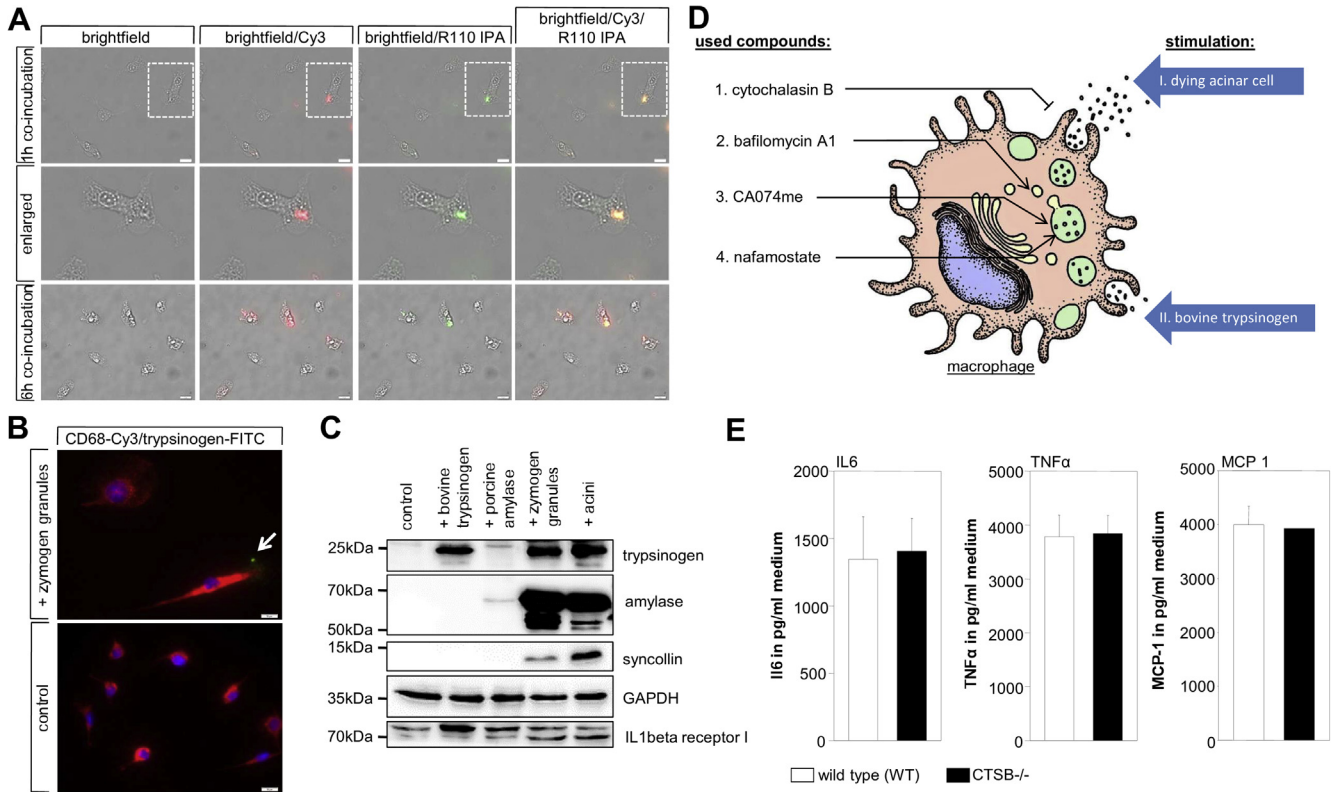 A
brightfield
brightfield/Cy3
brightfield/R110 IPA
brightfield/Cy3/
R110 IPA
1h co-incubation
enlarged
6h co-incubation
B
CD68-Cy3/trypsinogen-FITC
+ zymogen granules
control
C
control
+ bovine
trypsinogen
+ porcine
amylase
+ zymogen
granules
+ acini
25kDa
trypsinogen
70kDa
amylase
50kDa
15kDa
syncollin
35kDa
GAPDH
70kDa
IL1beta receptor I
D
used compounds:
stimulation:
1. cytochalasin B
2. bafilomycin A1
3. CA074me
4. nafamostate
I. dying acinar cell
II. bovine trypsinogen
macrophage
E
IL6
Il6 in pg/ml medium
2000
1500
1000
500
0
TNFα
TNFα in pg/ml medium
5000
4000
3000
2000
1000
0
MCP 1
MCP-1 in pg/ml medium
5000
4000
3000
4000
1000
0
wild type (WT)
CTSB-/-